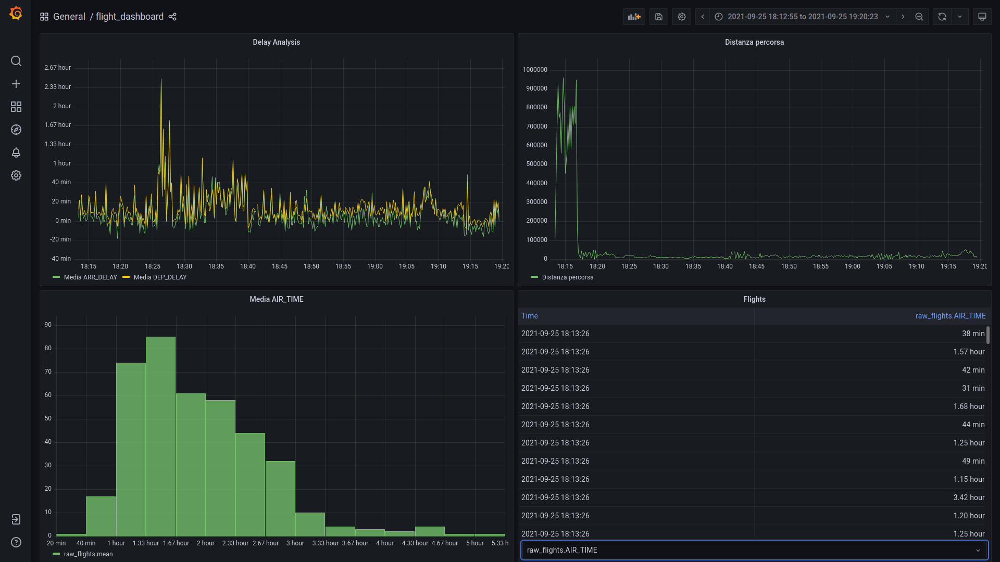 General / flight_dashboard
2021-09-25 18:12:55 to 2021-09-25 19:20:23
Delay Analysis
2.67 hour
2.33 hour
2 hour
1.67 hour
1.33 hour
1 hour
40 min
20 min
0 min
-20 min
-40 min
18:15 18:20 18:25 18:30 18:35 18:40 18:45 18:50 18:55 19:00 19:05 19:10 19:15 19:20
Media ARR_DELAY Media DEP_DELAY
Distanza percorsa
1000000
900000
800000
700000
600000
500000
400000
300000
200000
100000
0
18:15 18:20 18:25 18:30 18:35 18:40 18:45 18:50 18:55 19:00 19:05 19:10 19:15 19:20
Distanza percorsa
Media AIR_TIME
90
80
70
60
50
40
30
20
10
0
20 min 40 min 1 hour 1.33 hour 1.67 hour 2 hour 2.33 hour 2.67 hour 3 hour 3.33 hour 3.67 hour 4 hour 4.33 hour 4.67 hour 5 hour 5.33 h
raw_flights.mean
Flights
Time raw_flights.AIR_TIME
2021-09-25 18:13:26 38 min
2021-09-25 18:13:26 1.57 hour
2021-09-25 18:13:26 42 min
2021-09-25 18:13:26 31 min
2021-09-25 18:13:26 1.68 hour
2021-09-25 18:13:26 44 min
2021-09-25 18:13:26 1.25 hour
2021-09-25 18:13:26 49 min
2021-09-25 18:13:26 1.15 hour
2021-09-25 18:13:26 3.42 hour
2021-09-25 18:13:26 1.20 hour
2021-09-25 18:13:26 1.25 hour
raw_flights.AIR_TIME